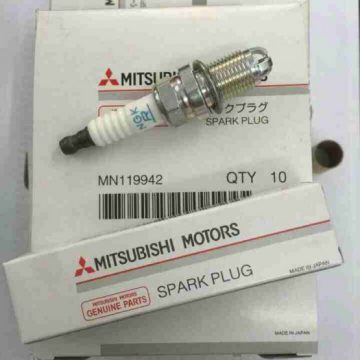 MITSUBISHI
クプラグ
SPARK PLUG
NGK
R
MN119942
QTY 10
MITSUBISHI MOTORS
MITSUBISHI MOTORS
GENUINE PARTS
SPARK PLUG
MADE IN JAPAN
MADE IN JAPAN